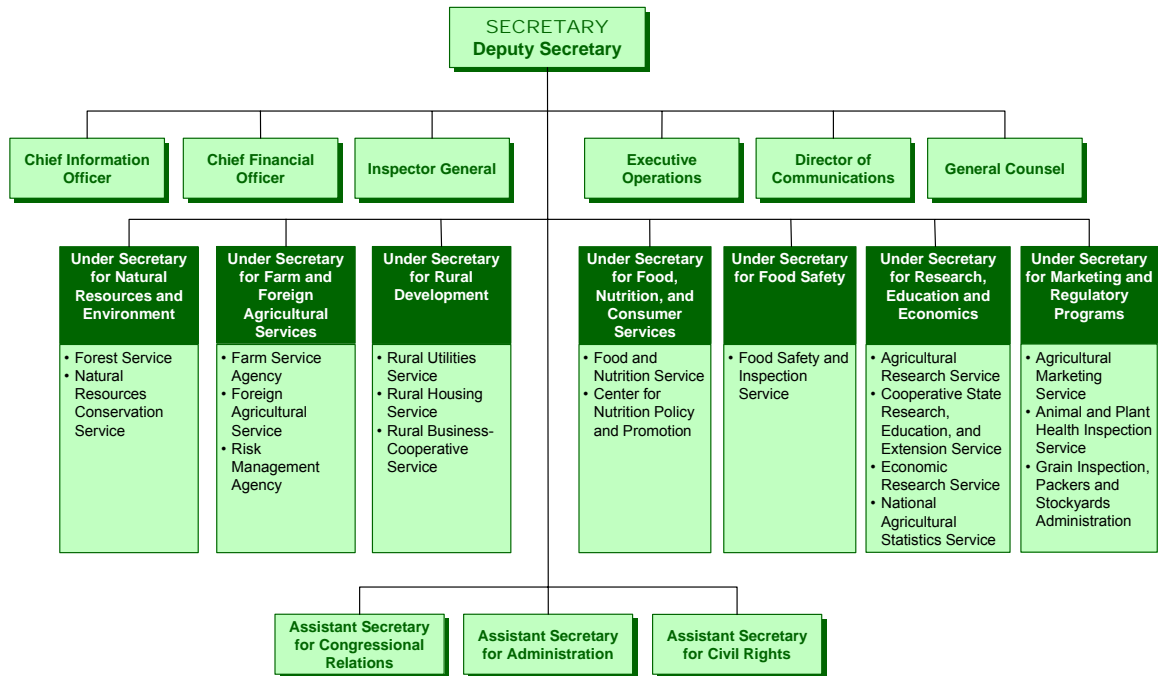 SECRETARY
Deputy Secretary
Chief Information
Officer
Chief Financial
Officer
Inspector General
Executive
Operations
Director of
Communications
General Counsel
Under Secretary
for Natural
Resources and
Environment
• Forest Service
• Natural
Resources
Conservation
Service
Under Secretary
for Farm and
Foreign
Agricultural
Services
• Farm Service
Agency
• Foreign
Agricultural
Service
• Risk
Management
Agency
Under Secretary
for Rural
Development
• Rural Utilities
Service
• Rural Housing
Service
• Rural Business-
Cooperative
Service
Under Secretary
for Food,
Nutrition, and
Consumer
Services
• Food and
Nutrition Service
• Center for
Nutrition Policy
and Promotion
Under Secretary
for Food Safety
• Food Safety and
Inspection
Service
Under Secretary
for Research,
Education and
Economics
• Agricultural
Research Service
• Cooperative State
Research,
Education, and
Extension Service
• Economic
Research Service
• National
Agricultural
Statistics Service
Under Secretary
for Marketing and
Regulatory
Programs
• Agricultural
Marketing
Service
• Animal and Plant
Health Inspection
Service
• Grain Inspection,
Packers and
Stockyards
Administration
Assistant Secretary
for Congressional
Relations
Assistant Secretary
for Administration
Assistant Secretary
for Civil Rights